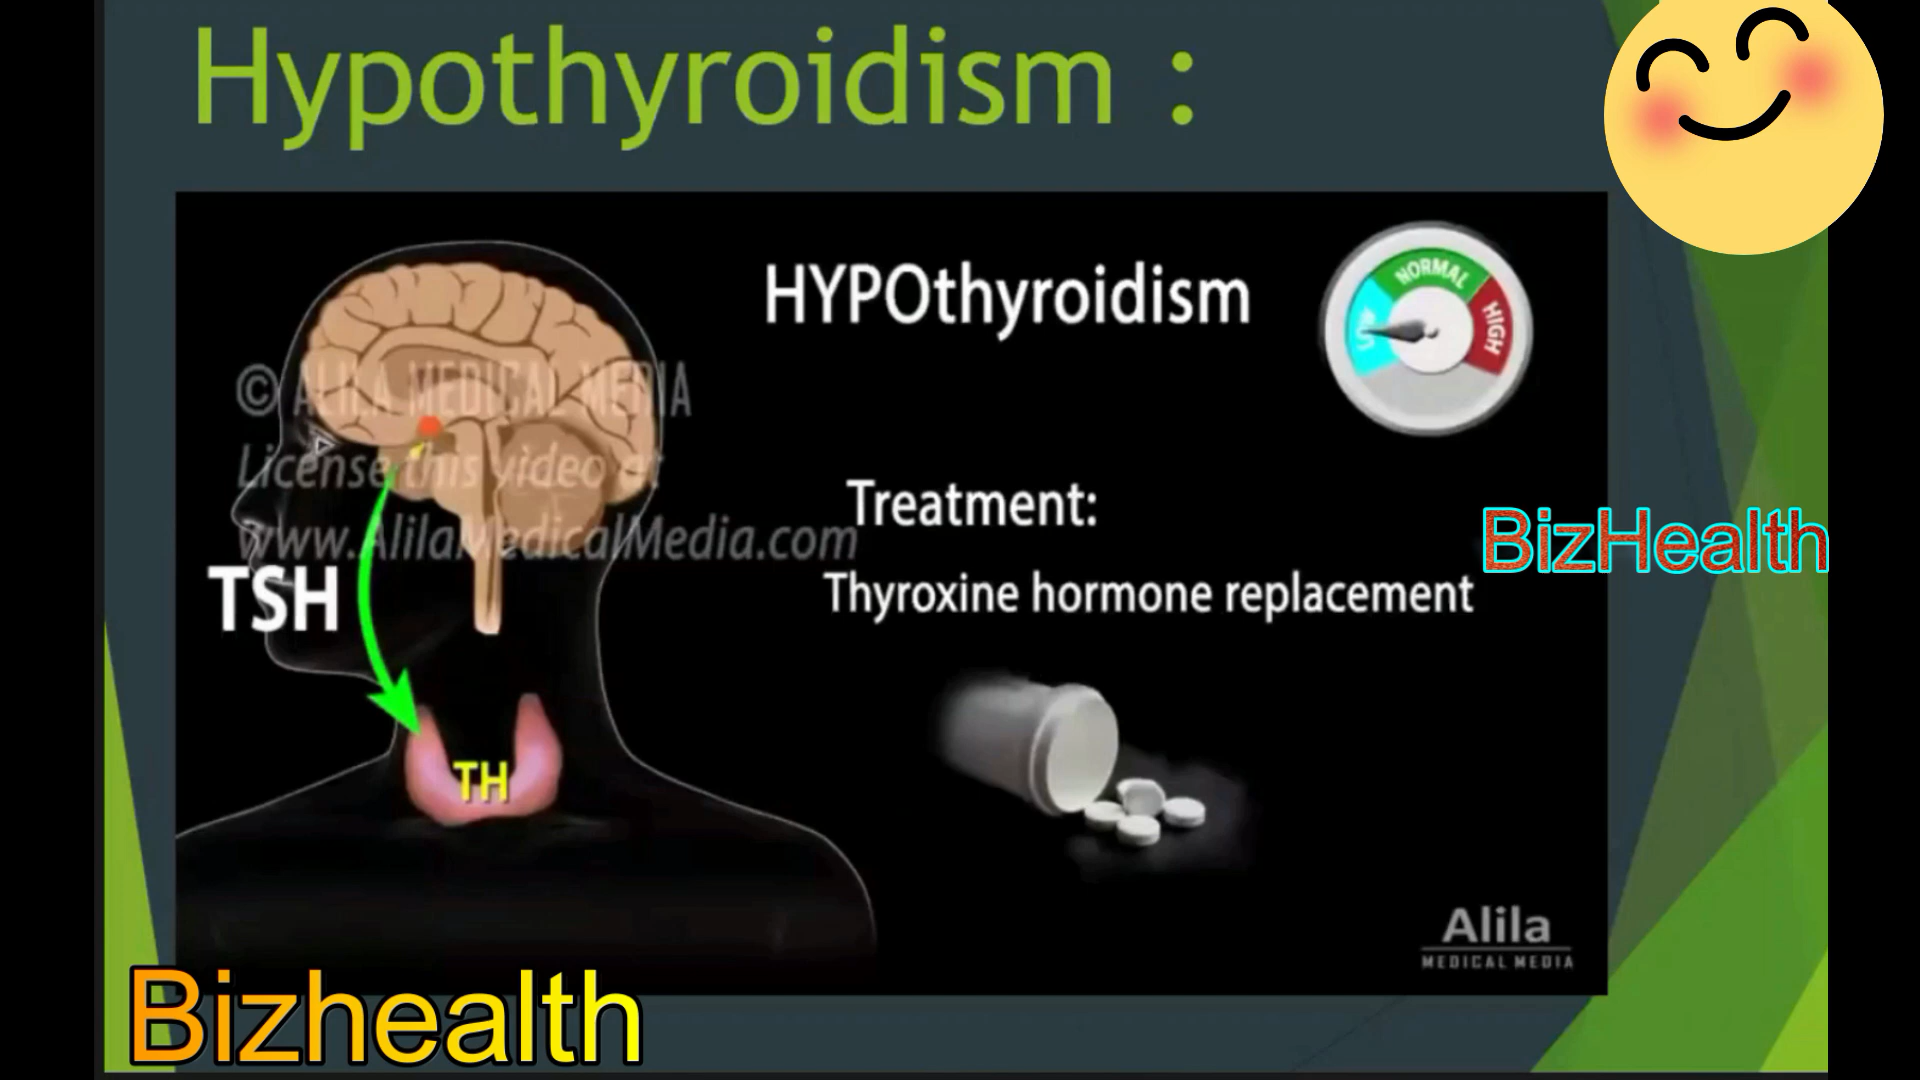 Hypothyroidism :
HYPOthyroidism
NORMAL
LOW
HIGH
© ALILA MEDICAL MEDIA
License this video at
www.AlilaMedicalMedia.com
Treatment:
BizHealth
TSH
Thyroxine hormone replacement
TH
Alila
MEDICAL MEDIA
Bizhealth